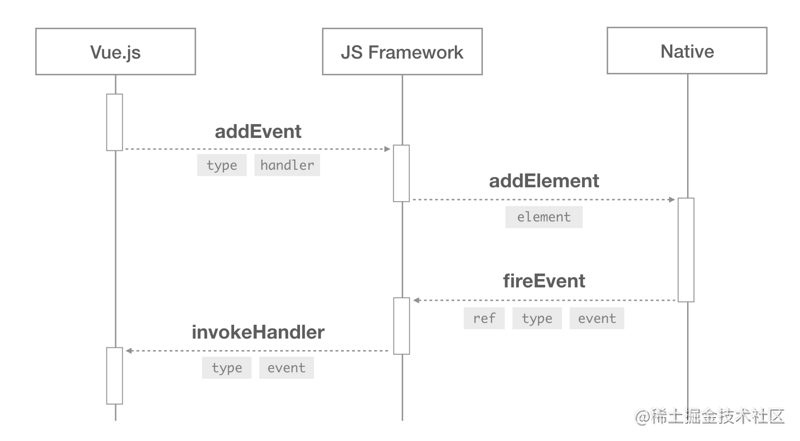 Vue.js JS Framework Native
addEvent
type handler
addElement
element
fireEvent
ref type event
invokeHandler
type event
@稀土掘金技术社区